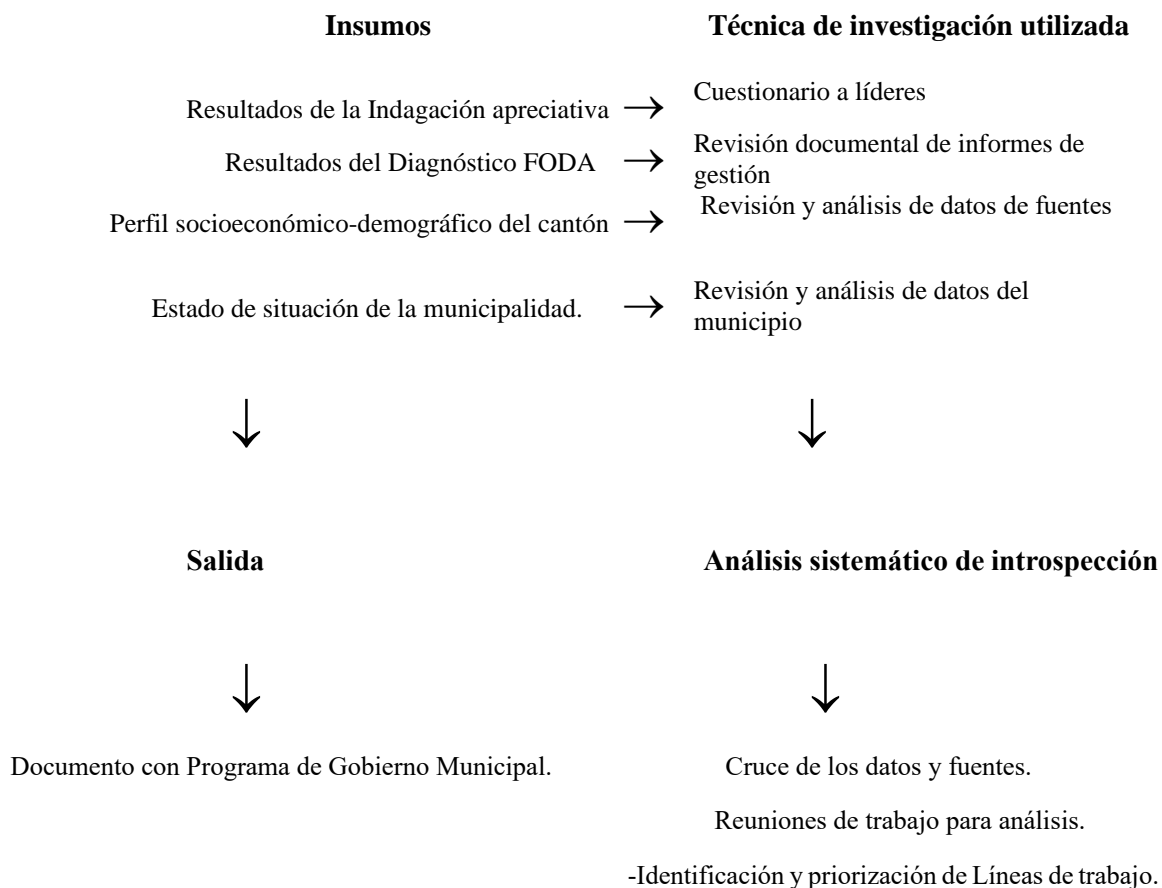 Insumos
Técnica de investigación utilizada
Resultados de la Indagación apreciativa → Cuestionario a líderes
Resultados del Diagnóstico FODA → Revisión documental de informes de
gestión
Perfil socioeconómico-demográfico del cantón → Revisión y análisis de datos de fuentes
Estado de situación de la municipalidad. → Revisión y análisis de datos del
municipio
↓ ↓
Salida
Análisis sistemático de introspección
↓ ↓
Documento con Programa de Gobierno Municipal.
Cruce de los datos y fuentes.
Reuniones de trabajo para análisis.
-Identificación y priorización de Líneas de trabajo.